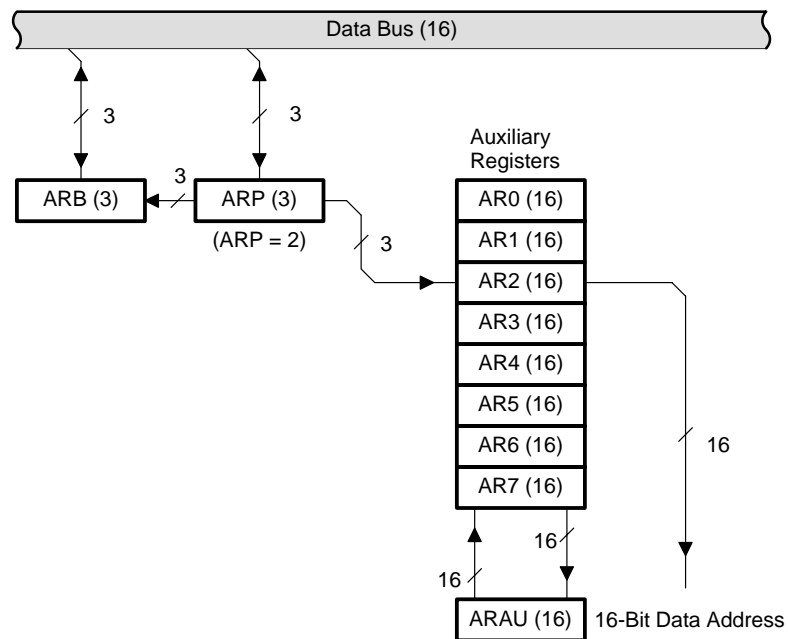 Data Bus (16)
3
3
Auxiliary
Registers
ARB (3)
3
ARP (3)
(ARP = 2)
3
AR0 (16)
AR1 (16)
AR2 (16)
AR3 (16)
AR4 (16)
AR5 (16)
AR6 (16)
AR7 (16)
16
16
16
ARAU (16)
16-Bit Data Address